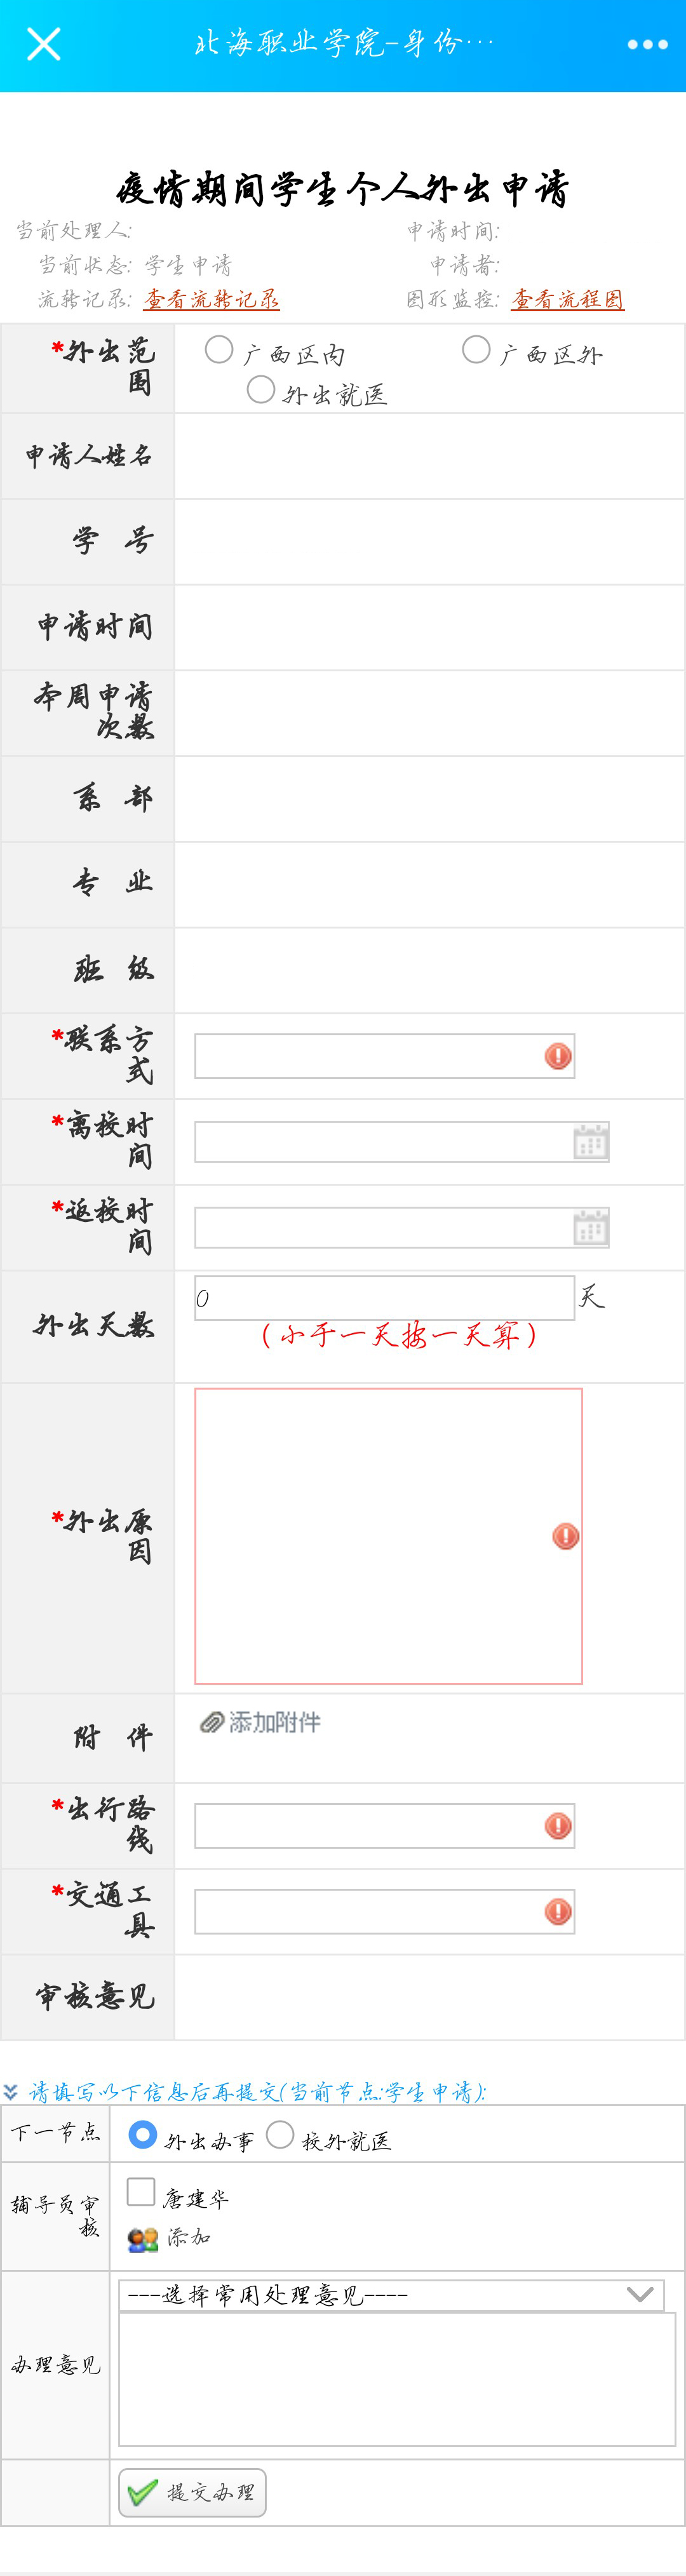 北海职业学院-身份···
疫情期间学生个人外出申请
当前处理人: 申请时间:
当前状态: 学生申请 申请者:
流转记录: 查看流转记录 图形监控: 查看流程图
*外出范
围
广西区内 广西区外
外出就医
申请人姓名
学 号
申请时间
本周申请
次数
系 部
专 业
班 级
*联系方
式
*离校时
间
*返校时
间
外出天数
0 天
(小于一天按一天算)
*外出原
因
附 件 添加附件
*出行路
线
*交通工
具
审核意见
请填写以下信息后再提交(当前节点:学生申请):
下一节点 外出办事 校外就医
辅导员审
核
唐建华
添加
---选择常用处理意见----
办理意见
提交办理